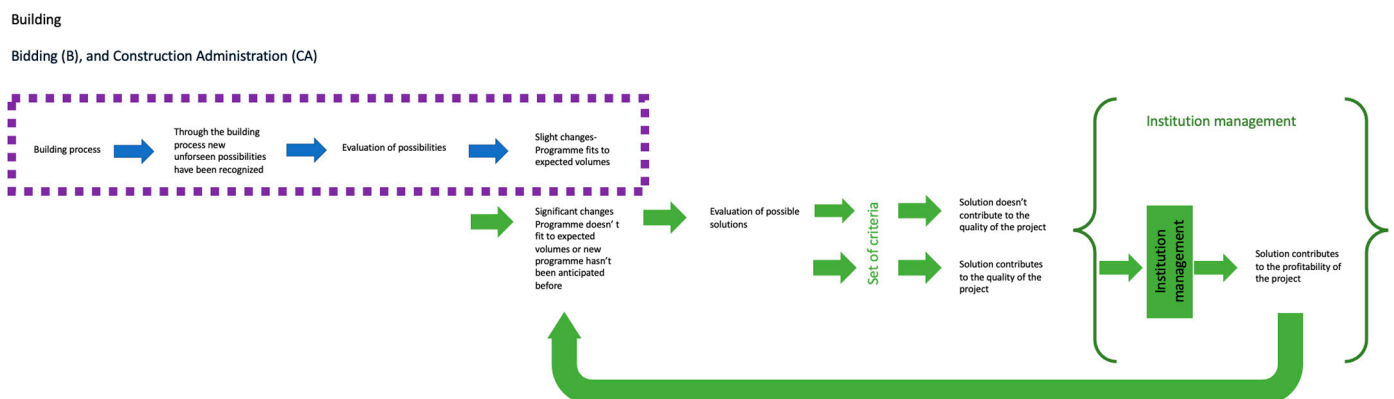 Building
Bidding (B), and Construction Administration (CA)
Building process
Through the building
process new
unforseen possibilities
have been recognized
Evaluation of possibilities
Slight changes-
Programme fits to
expected volumes
Significant changes
Programme doesn' t
fit to expected
volumes or new
programme hasn't
been anticipated
before
Evaluation of possible
solutions
Set of criteria
Solution doesn't
contribute to the
quality of the project
Solution contributes
to the quality of the
project
Institution management
Institution
management
Solution contributes
to the profitability of
the project